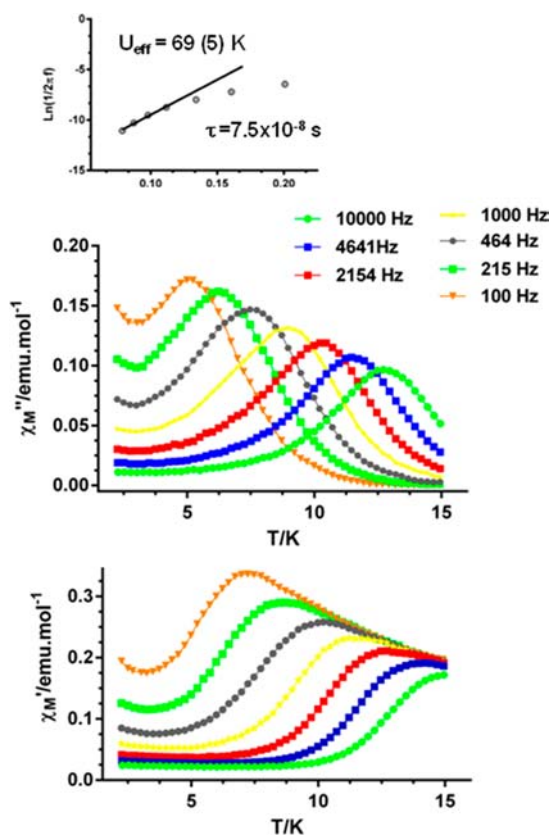 U_eff = 69 (5) K
Ln(1/2πf)
0
-5
-10
-15
τ=7.5x10⁻⁸ s
0.10 0.15 0.20
10000 Hz 1000 Hz
4641Hz 464 Hz
2154 Hz 215 Hz
100 Hz
χM''/emu.mol⁻¹
0.20
0.15
0.10
0.05
0.00
5 10 15
T/K
χM'/emu.mol⁻¹
0.3
0.2
0.1
0.0
5 10 15
T/K